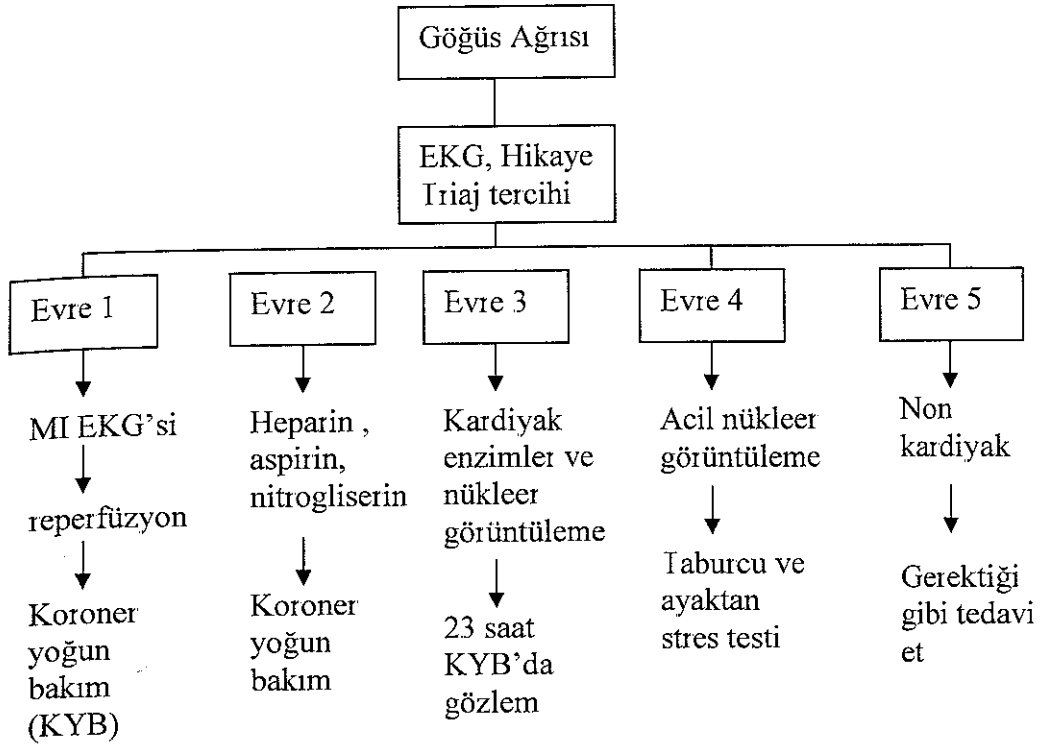 Göğüs Ağrısı
EKG, Hikaye
Triaj tercihi
Evre 1
Evre 2
Evre 3
Evre 4
Evre 5
MI EKG’si
reperfüzyon
Koroner
yoğun
bakım
(KYB)
Heparin ,
aspirin,
nitrogliserin
Koroner
yoğun
bakım
Kardiyak
enzimler ve
nükleer
görüntüleme
23 saat
KYB’da
gözlem
Acil nükleer
görüntüleme
Taburcu ve
ayaktan
stres testi
Non
kardiyak
Gerektiği
gibi tedavi
et